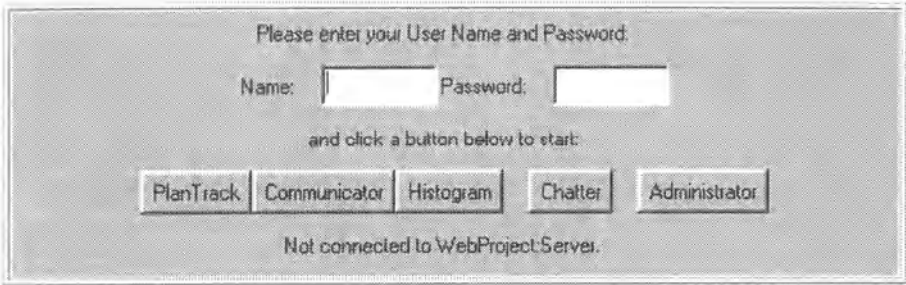 Please enter your User Name and Password:
Name: Password:
and click a button below to start:
PlanTrack Communicator Histogram Chatter Administrator
Not connected to WebProject Server.